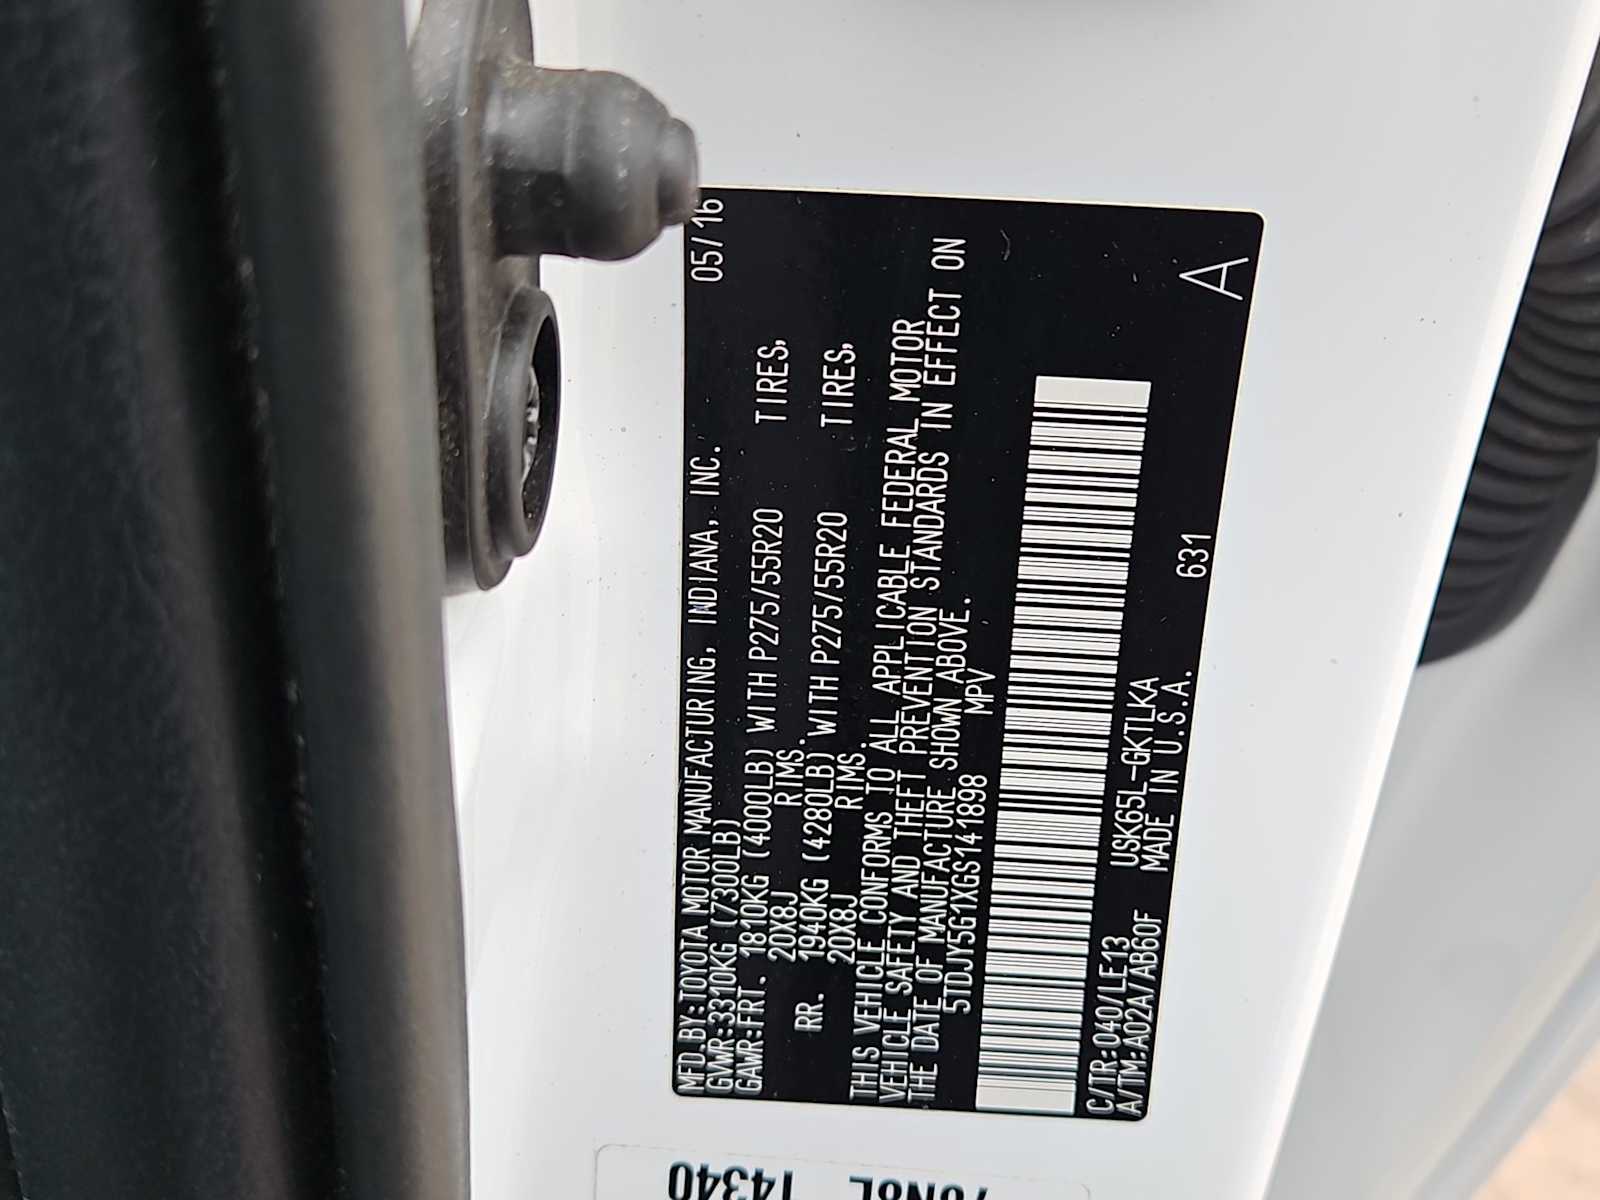 05/16
MFD.BY:TOYOTA MOTOR MANUFACTURING, INDIANA, INC.
GVWR:3310KG (7300LB)
GAWR:FRT. 1810KG (4000LB) WITH P275/55R20 TIRES,
20X8J RIMS.
RR. 1940KG (4280LB) WITH P275/55R20 TIRES,
20X8J RIMS.
THIS VEHICLE CONFORMS TO ALL APPLICABLE FEDERAL MOTOR
VEHICLE SAFETY AND THEFT PREVENTION STANDARDS IN EFFECT ON
THE DATE OF MANUFACTURE SHOWN ABOVE.
5TDJY5G1XGS141898 MPV
C/TR:040/LE13 USK65L-GKTLKA
A/TM:A02A/AB60F MADE IN U.S.A. 631 A
14340